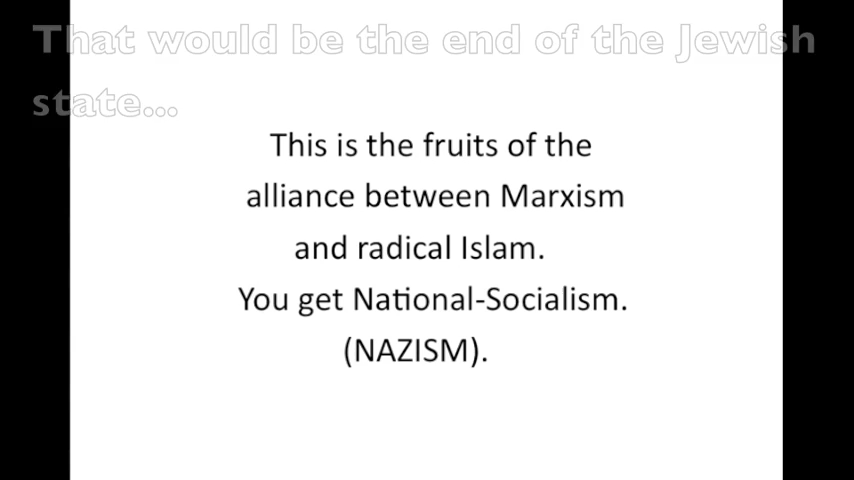 That would be the end of the Jewish
state...
This is the fruits of the
alliance between Marxism
and radical Islam.
You get National-Socialism.
(NAZISM).